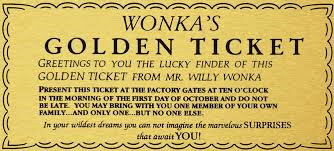 WONKA'S
GOLDEN TICKET
GREETINGS TO YOU THE LUCKY FINDER OF THIS
GOLDEN TICKET FROM MR. WILLY WONKA
PRESENT THIS TICKET AT THE FACTORY GATES AT TEN O'CLOCK
IN THE MORNING OF THE FIRST DAY OF OCTOBER AND DO NOT
BE LATE. YOU MAY BRING WITH YOU ONE MEMBER OF YOUR OWN
FAMILY...AND ONLY ONE...BUT NO ONE ELSE.
In your wildest dreams you can not imagine the marvelous SURPRISES
that await YOU!